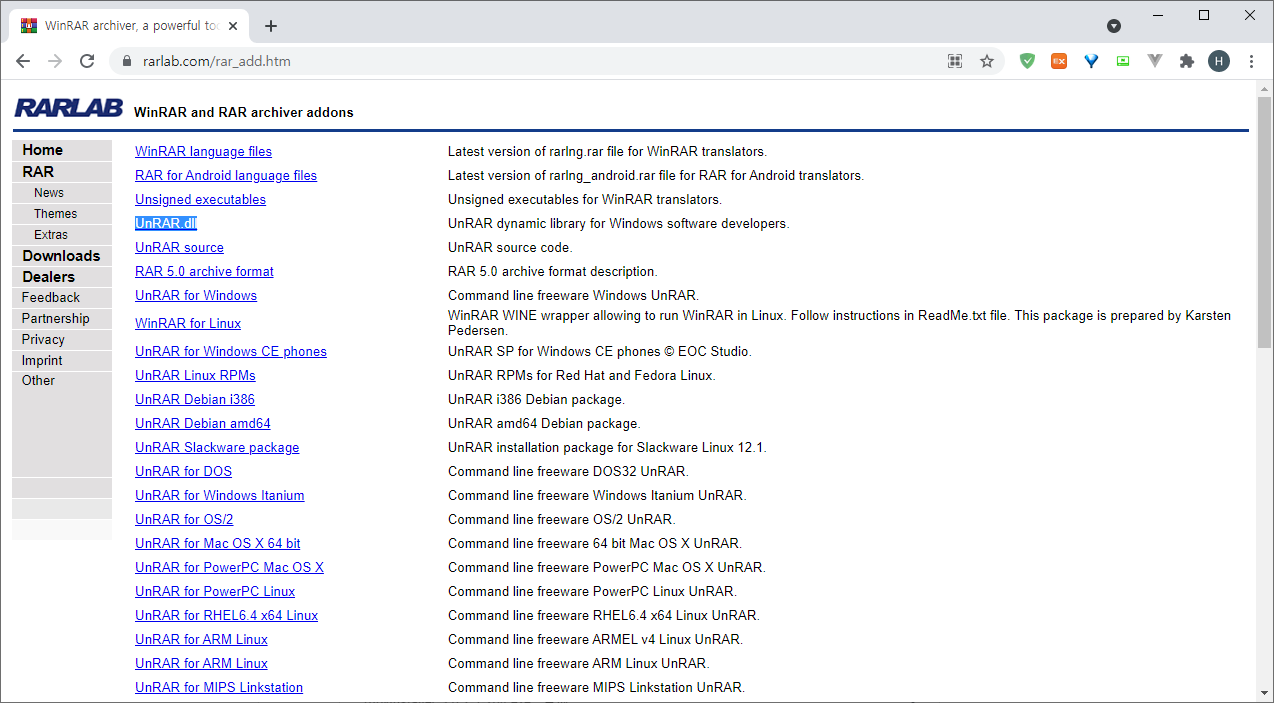 WinRAR archiver, a powerful to
rarlab.com/rar_add.htm
Ex
H
RARLAB WinRAR and RAR archiver addons
Home
RAR
News
Themes
Extras
Downloads
Dealers
Feedback
Partnership
Privacy
Imprint
Other
WinRAR language files Latest version of rarlng.rar file for WinRAR translators.
RAR for Android language files Latest version of rarlng_android.rar file for RAR for Android translators.
Unsigned executables Unsigned executables for WinRAR translators.
UnRAR.dll UnRAR dynamic library for Windows software developers.
UnRAR source UnRAR source code.
RAR 5.0 archive format RAR 5.0 archive format description.
UnRAR for Windows Command line freeware Windows UnRAR.
WinRAR for Linux WinRAR WINE wrapper allowing to run WinRAR in Linux. Follow instructions in ReadMe.txt file. This package is prepared by Karsten
Pedersen.
UnRAR for Windows CE phones UnRAR SP for Windows CE phones © EOC Studio.
UnRAR Linux RPMs UnRAR RPMs for Red Hat and Fedora Linux.
UnRAR Debian i386 UnRAR i386 Debian package.
UnRAR Debian amd64 UnRAR amd64 Debian package.
UnRAR Slackware package UnRAR installation package for Slackware Linux 12.1.
UnRAR for DOS Command line freeware DOS32 UnRAR.
UnRAR for Windows Itanium Command line freeware Windows Itanium UnRAR.
UnRAR for OS/2 Command line freeware OS/2 UnRAR.
UnRAR for Mac OS X 64 bit Command line freeware 64 bit Mac OS X UnRAR.
UnRAR for PowerPC Mac OS X Command line freeware PowerPC Mac OS X UnRAR.
UnRAR for PowerPC Linux Command line freeware PowerPC Linux UnRAR.
UnRAR for RHEL6.4 x64 Linux Command line freeware RHEL6.4 x64 Linux UnRAR.
UnRAR for ARM Linux Command line freeware ARMEL v4 Linux UnRAR.
UnRAR for ARM Linux Command line freeware ARM Linux UnRAR.
UnRAR for MIPS Linkstation Command line freeware MIPS Linkstation UnRAR.